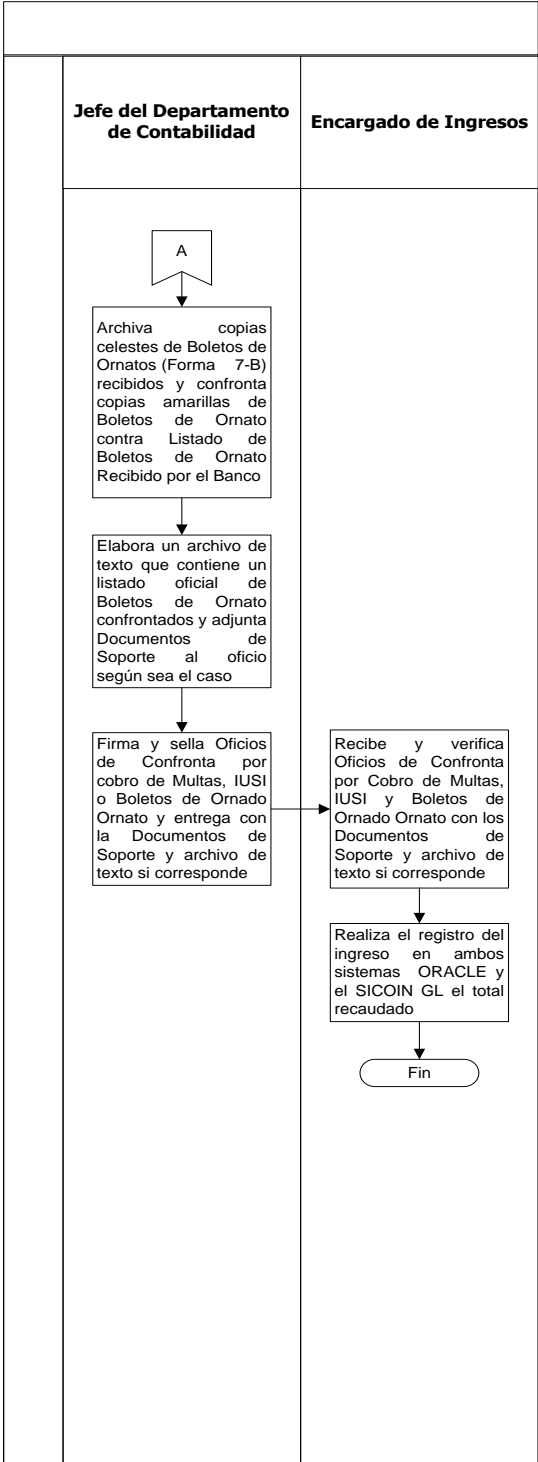 Jefe del Departamento
de Contabilidad
Encargado de Ingresos
A
Archiva copias
celestes de Boletos de
Ornatos (Forma 7-B)
recibidos y confronta
copias amarillas de
Boletos de Ornato
contra Listado de
Boletos de Ornato
Recibido por el Banco
Elabora un archivo de
texto que contiene un
listado oficial de
Boletos de Ornato
confrontados y adjunta
Documentos de
Soporte al oficio
según sea el caso
Firma y sella Oficios
de Confronta por
cobro de Multas, IUSI
o Boletos de Ornado
Ornato y entrega con
la Documentos de
Soporte y archivo de
texto si corresponde
Recibe y verifica
Oficios de Confronta
por Cobro de Multas,
IUSI y Boletos de
Ornado Ornato con los
Documentos de
Soporte y archivo de
texto si corresponde
Realiza el registro del
ingreso en ambos
sistemas ORACLE y
el SICOIN GL el total
recaudado
Fin